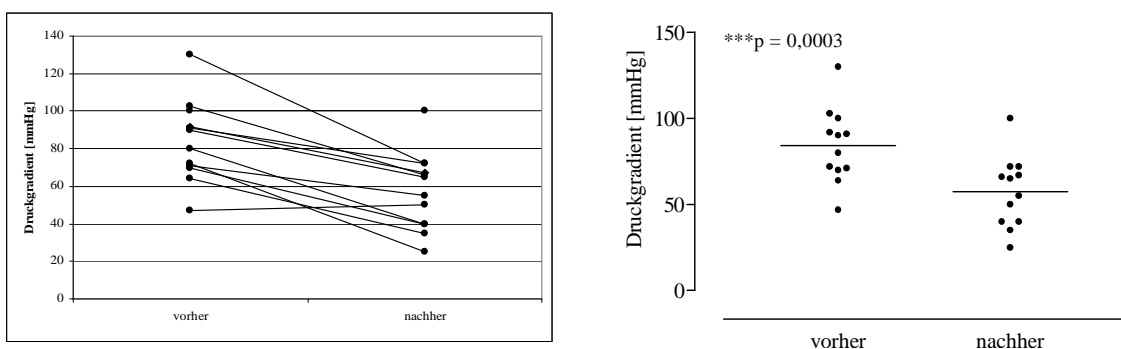 140
120
100
80
60
40
20
0
Druckgradient [mmHg]
vorher nachher
***p = 0,0003
150
100
50
0
Druckgradient [mmHg]
vorher nachher